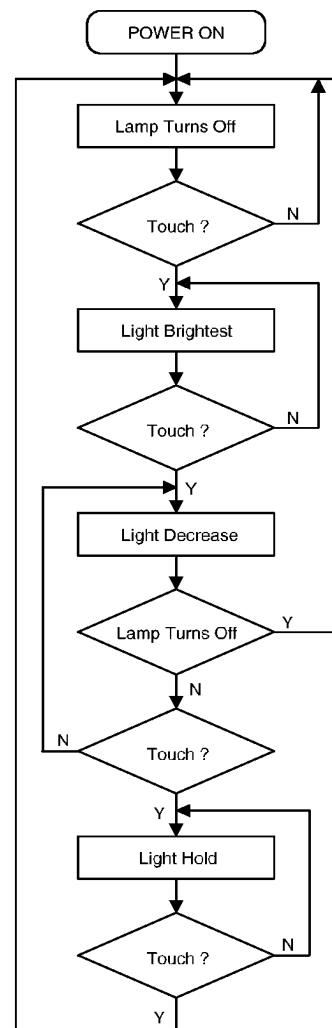 POWER ON
Lamp Turns Off
Touch ?
N
Y
Light Brightest
Touch ?
N
Y
Light Decrease
Lamp Turns Off
Y
N
Touch ?
N
Y
Light Hold
Touch ?
N
Y